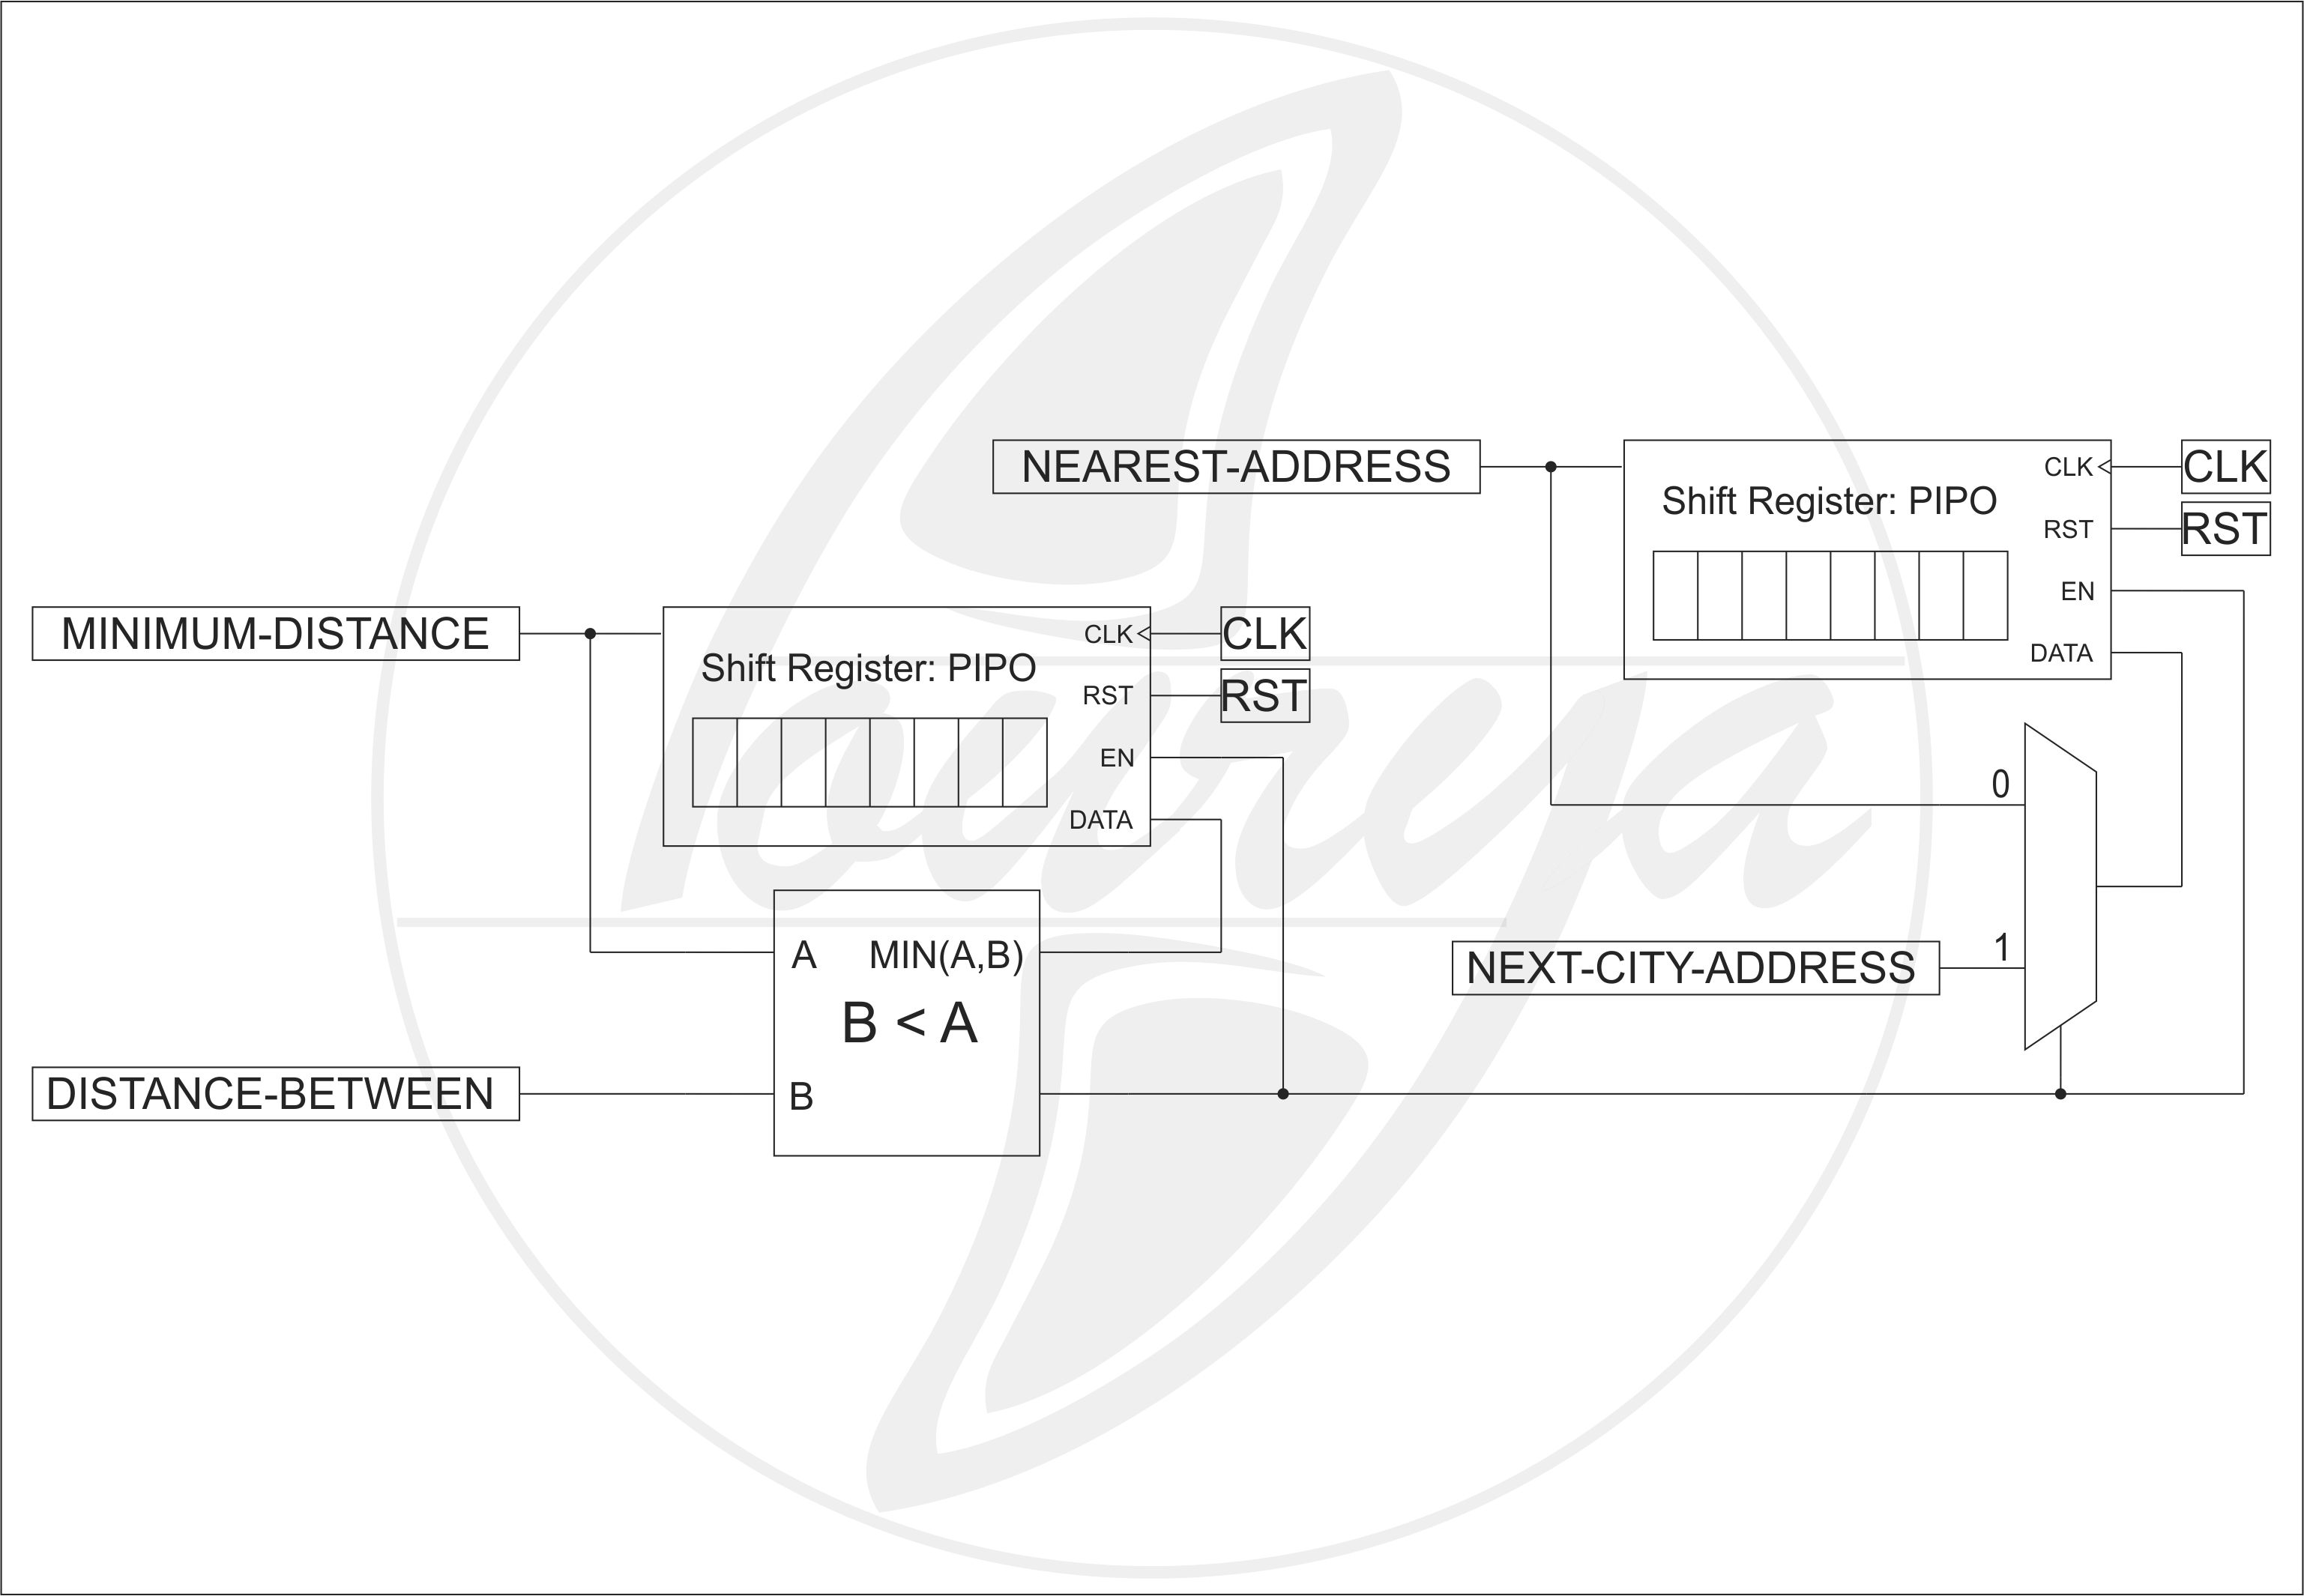 NEAREST-ADDRESS
CLK
CLK
Shift Register: PIPO
RST
RST
EN
DATA
MINIMUM-DISTANCE
CLK
CLK
Shift Register: PIPO
RST
RST
EN
DATA
0
A
MIN(A,B)
B < A
B
NEXT-CITY-ADDRESS
1
DISTANCE-BETWEEN
Tourya